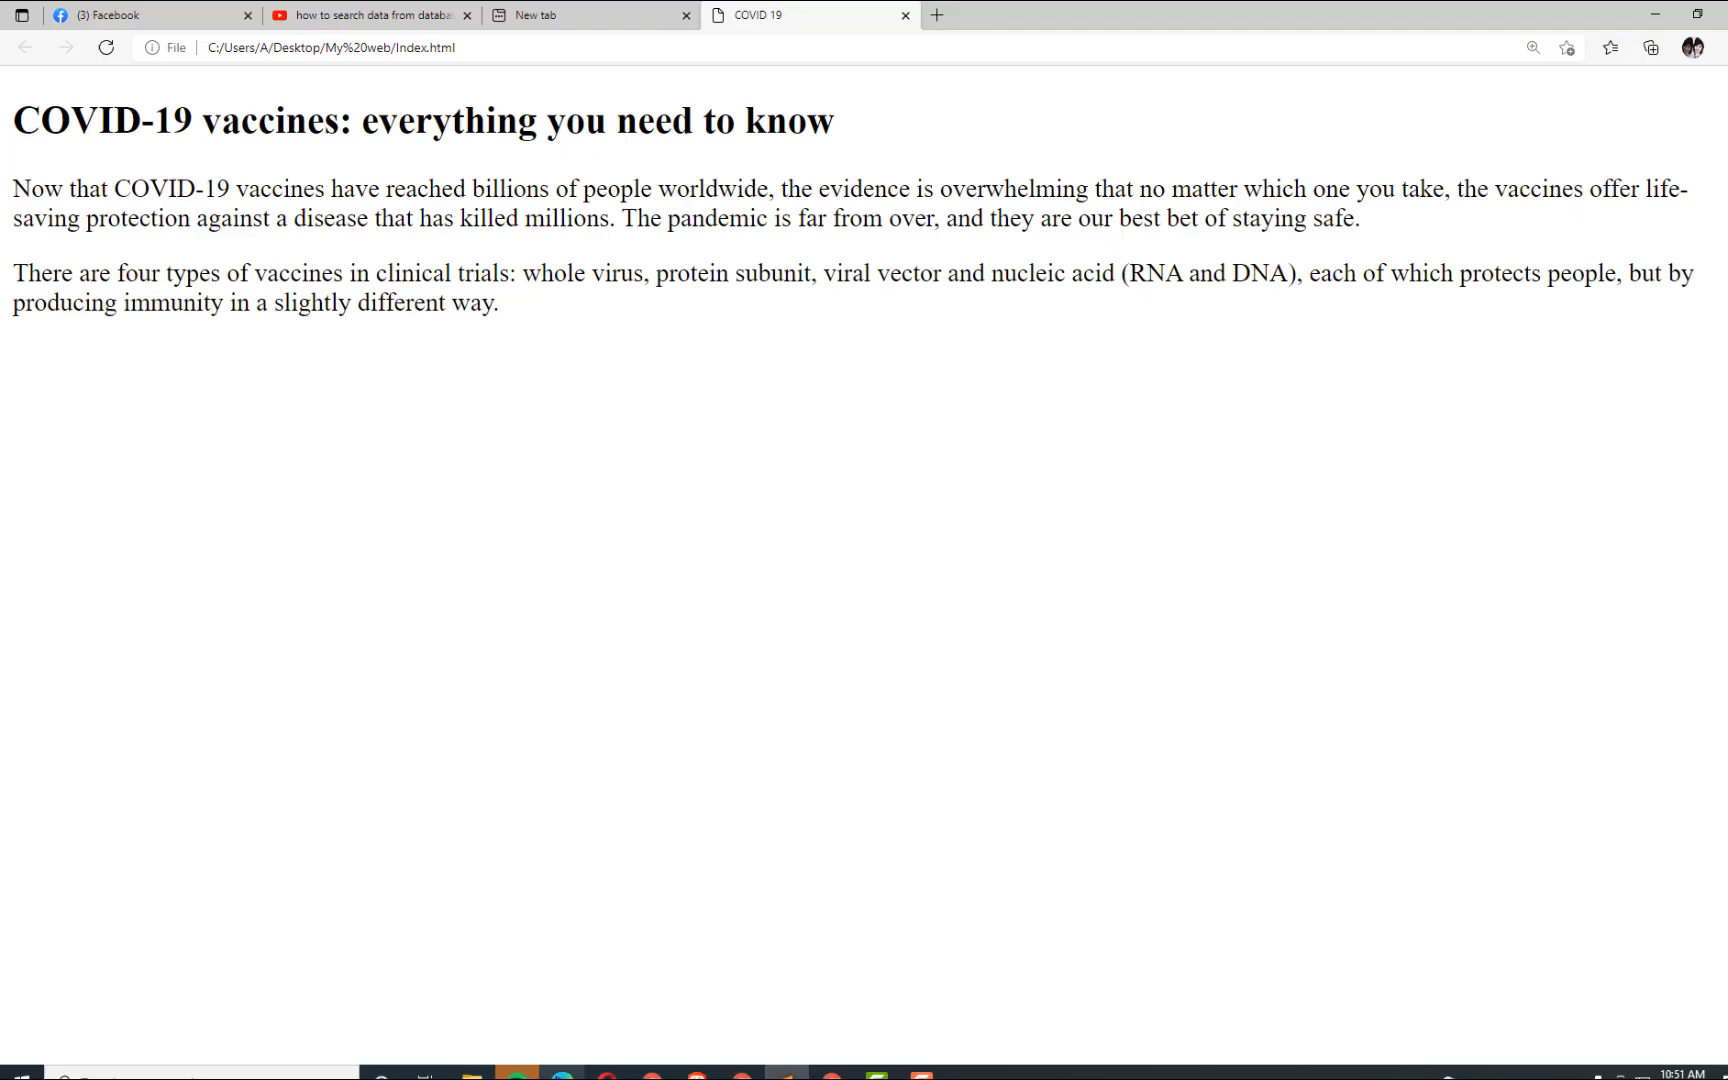 (3) Facebook
how to search data from databa
New tab
COVID 19
File
C:/Users/A/Desktop/My%20web/Index.html
COVID-19 vaccines: everything you need to know
Now that COVID-19 vaccines have reached billions of people worldwide, the evidence is overwhelming that no matter which one you take, the vaccines offer life-
saving protection against a disease that has killed millions. The pandemic is far from over, and they are our best bet of staying safe.
There are four types of vaccines in clinical trials: whole virus, protein subunit, viral vector and nucleic acid (RNA and DNA), each of which protects people, but by
producing immunity in a slightly different way.
10:51 AM